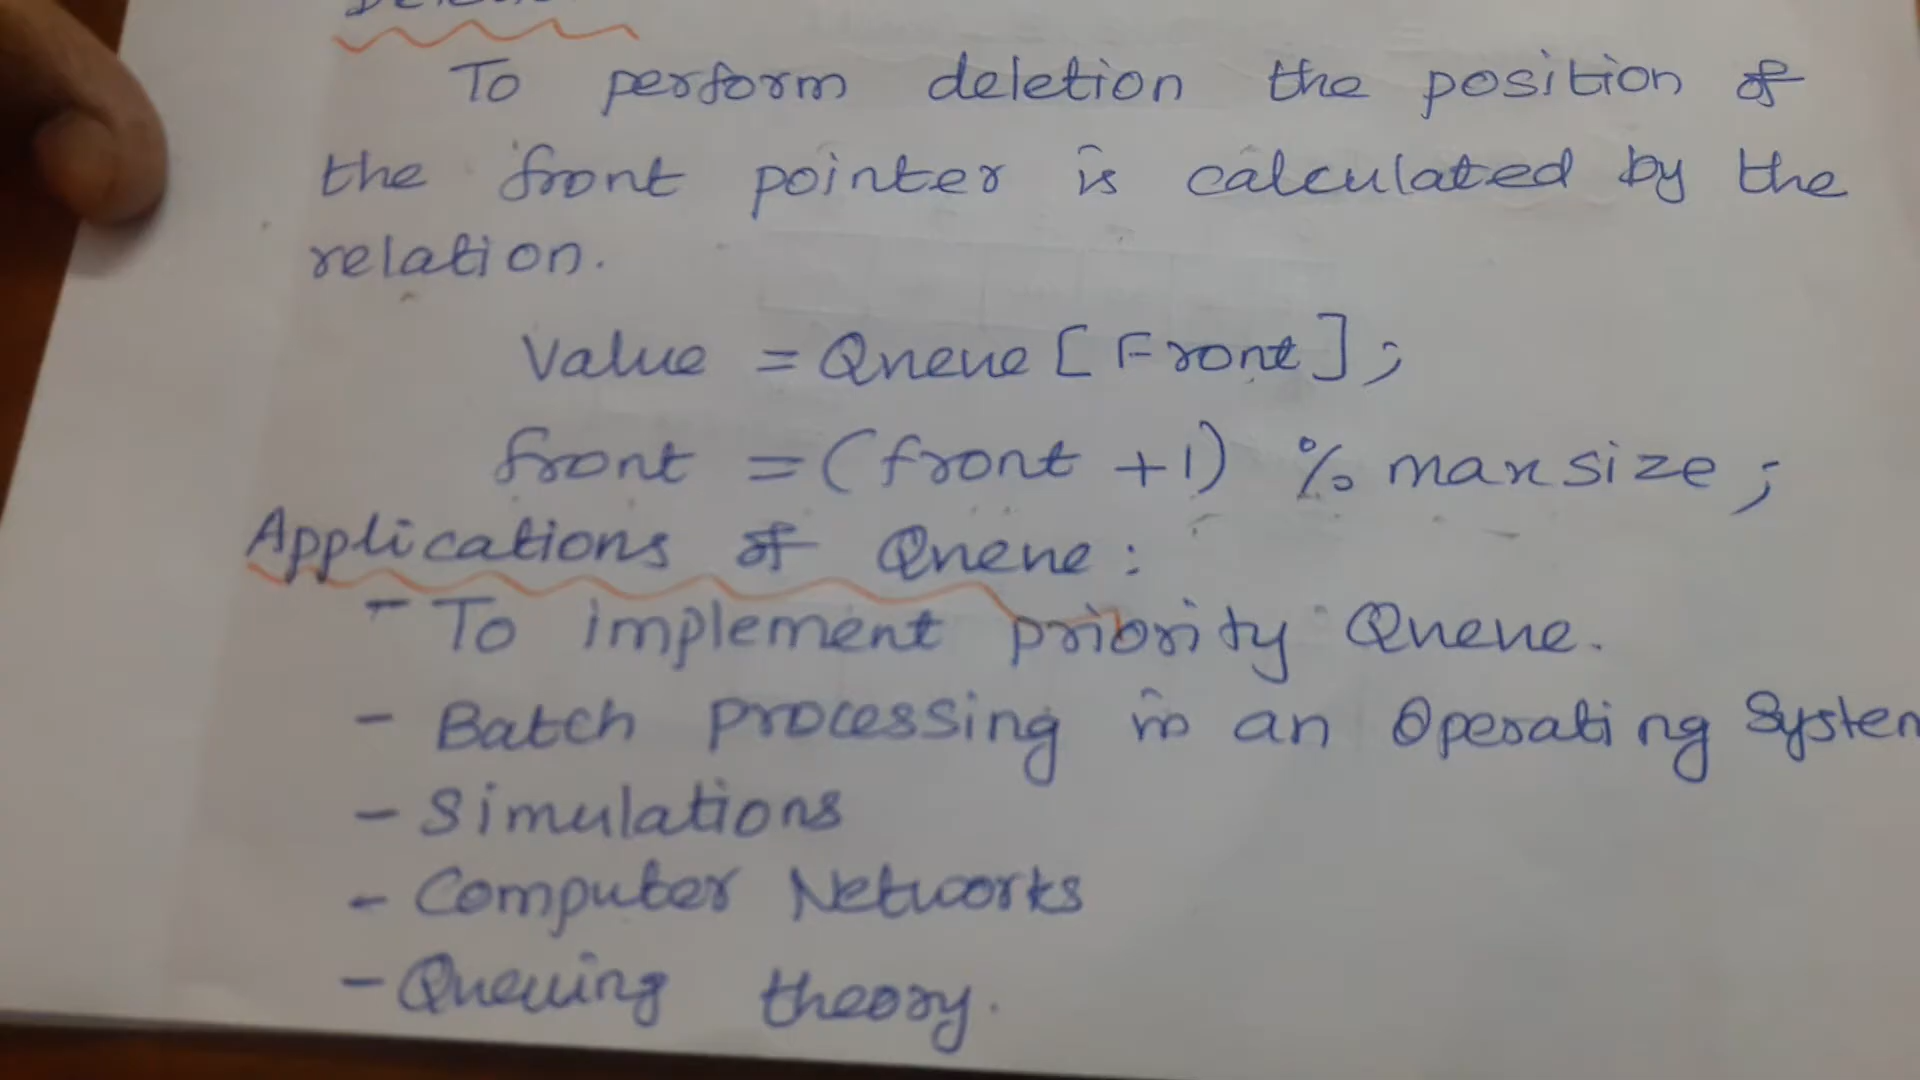 To perform deletion the position of
the front pointer is calculated by the
relation.
Value = Queue [Front];
front = (front +1) % maxsize;
Applications of Queue:
- To implement priority Queue.
- Batch processing in an Operating System
- Simulations
- Computer Networks
- Queuing theory.